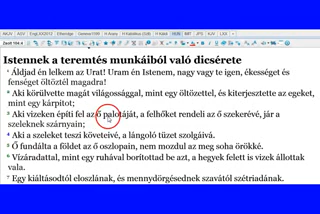 Istennek a teremtés munkáiból való dicsérete
1 Áldjad én lelkem az Urat! Uram én Istenem, nagy vagy te igen, ékességet és
fenséget öltöztél magadra!
2 Aki körülvette magát világossággal, mint egy öltözettel, és kiterjesztette az egeket,
mint egy kárpitot;
3 Aki vizeken építi fel az ő palotáját, a felhőket rendeli az ő szekerévé, jár a
szeleknek szárnyain;
4 Aki a szeleket teszi követeivé, a lángoló tüzet szolgáivá.
5 Ő fundálta a földet az ő oszlopain, nem mozdul az meg soha örökké.
6 Vízáradattal, mint egy ruhával borítottad be azt, a hegyek felett is vizek állottak
vala.
7 Egy kiáltásodtól eloszlának, és mennydörgésednek szavától szétriadának.